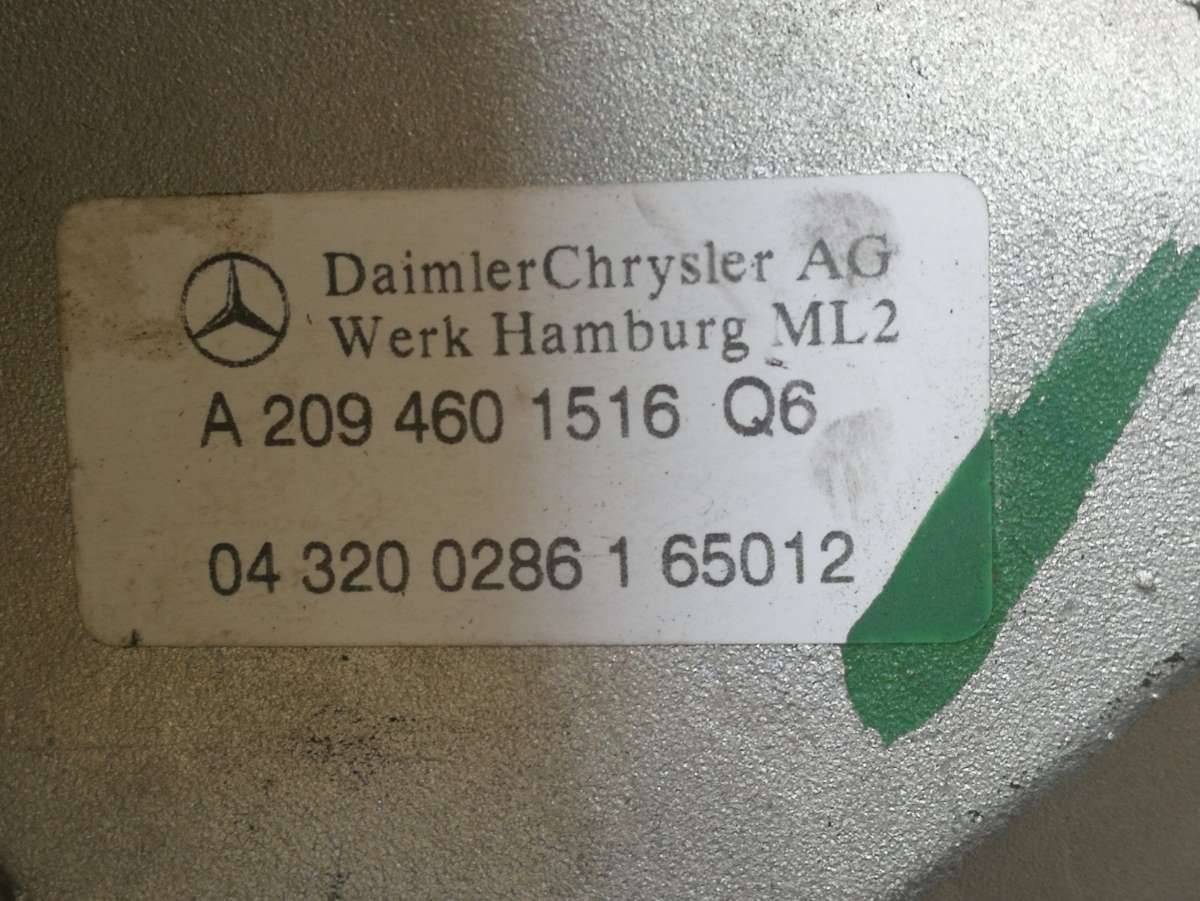 DaimlerChrysler AG
Werk Hamburg ML2
A 209 460 1516 Q6
04 320 0286 1 65012